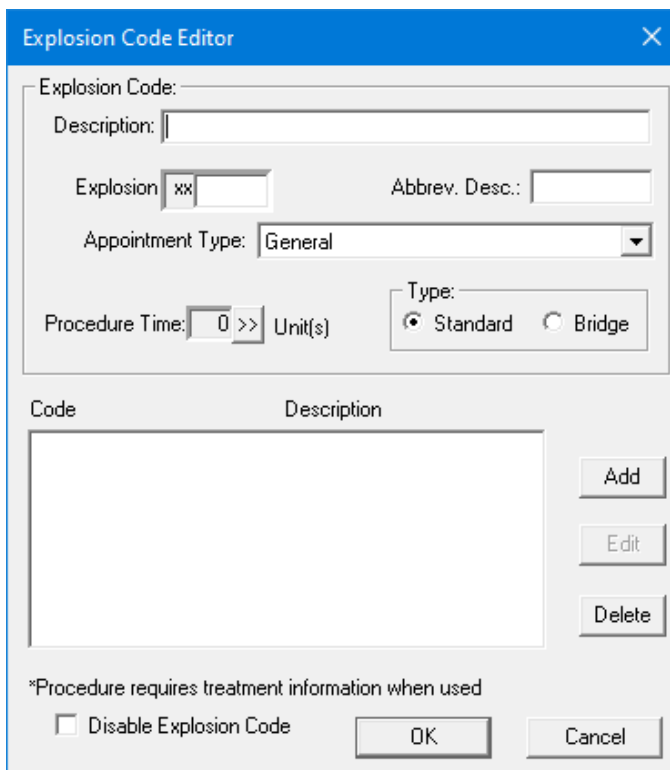 Explosion Code Editor
Explosion Code:
Description:
Explosion xx Abbrev. Desc.:
Appointment Type: General
Type:
Procedure Time: 0 >> Unit(s) Standard Bridge
Code Description
Add
Edit
Delete
*Procedure requires treatment information when used
Disable Explosion Code OK Cancel